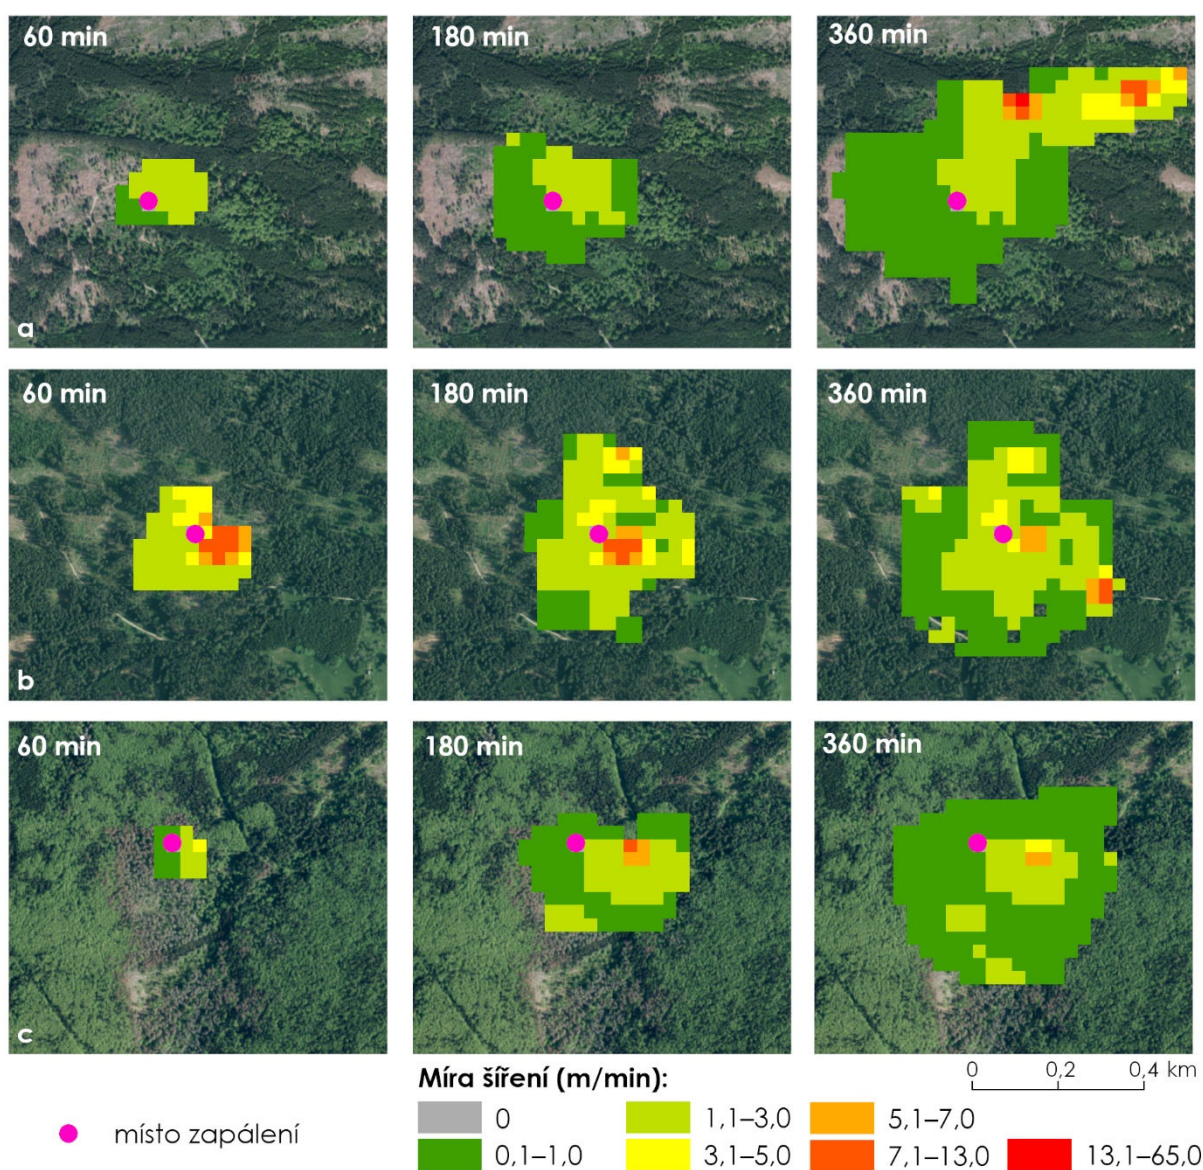 60 min
180 min
360 min
a
60 min
180 min
360 min
b
60 min
180 min
360 min
c
Míra šíření (m/min):
0 0,2 0,4 km
místo zapálení
0
1,1–3,0
5,1–7,0
0,1–1,0
3,1–5,0
7,1–13,0
13,1–65,0